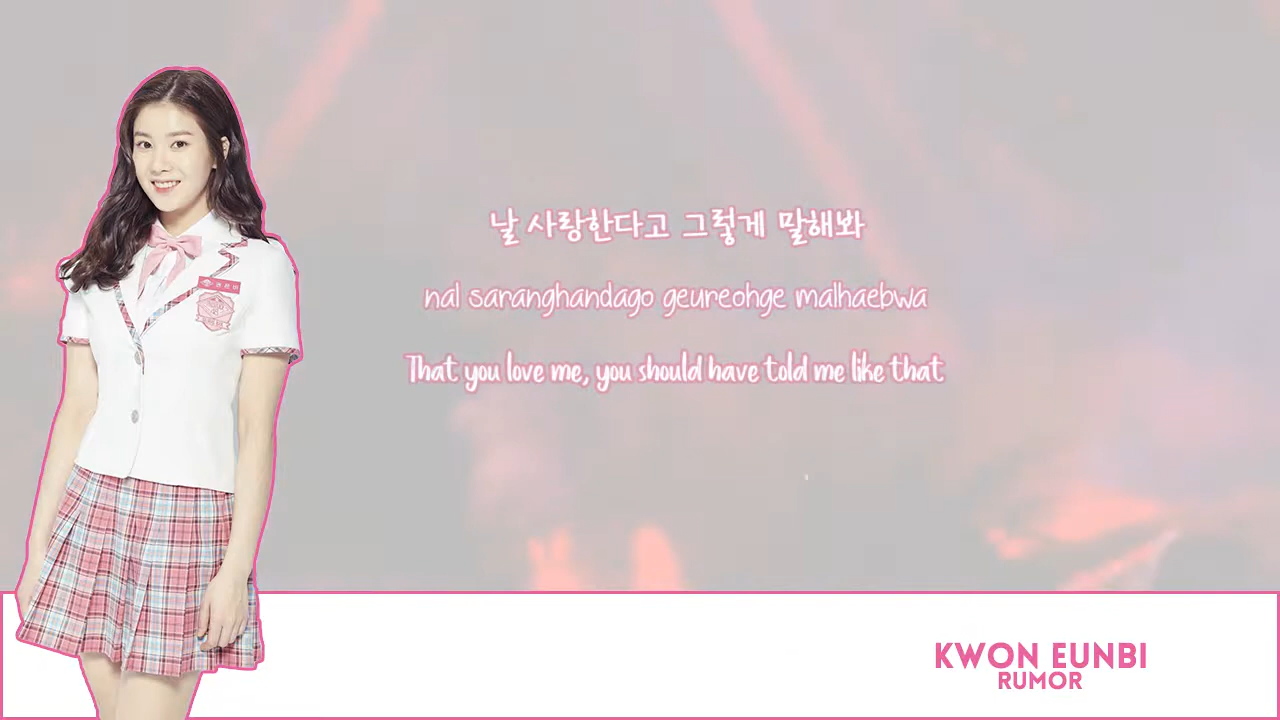 날 사랑한다고 그렇게 말해봐
nal saranghandago geureohge malhaebwa
That you love me, you should have told me like that
KWON EUNBI
RUMOR